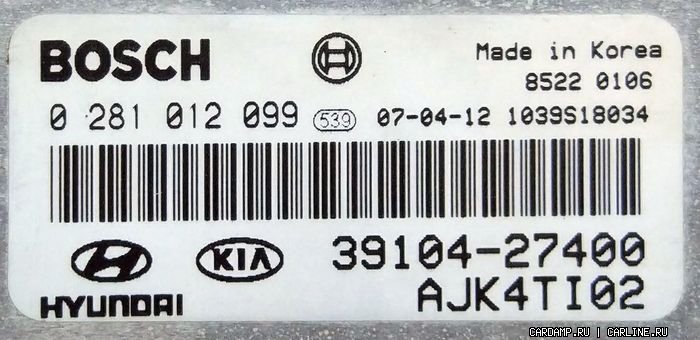 BOSCH
Made in Korea
8522 0106
0 281 012 099 539 07-04-12 1039S18034
KIA 39104-27400
HYUNDAI AJK4TI02
CARDAMP.RU | CARLINE.RU